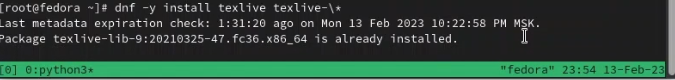 [root@fedora ~]# dnf -y install texlive texlive-\*
Last metadata expiration check: 1:31:20 ago on Mon 13 Feb 2023 10:22:58 PM MSK.
Package texlive-lib-9:20210325-47.fc36.x86_64 is already installed.
[0] 0:python3* "fedora" 23:54 13-Feb-23